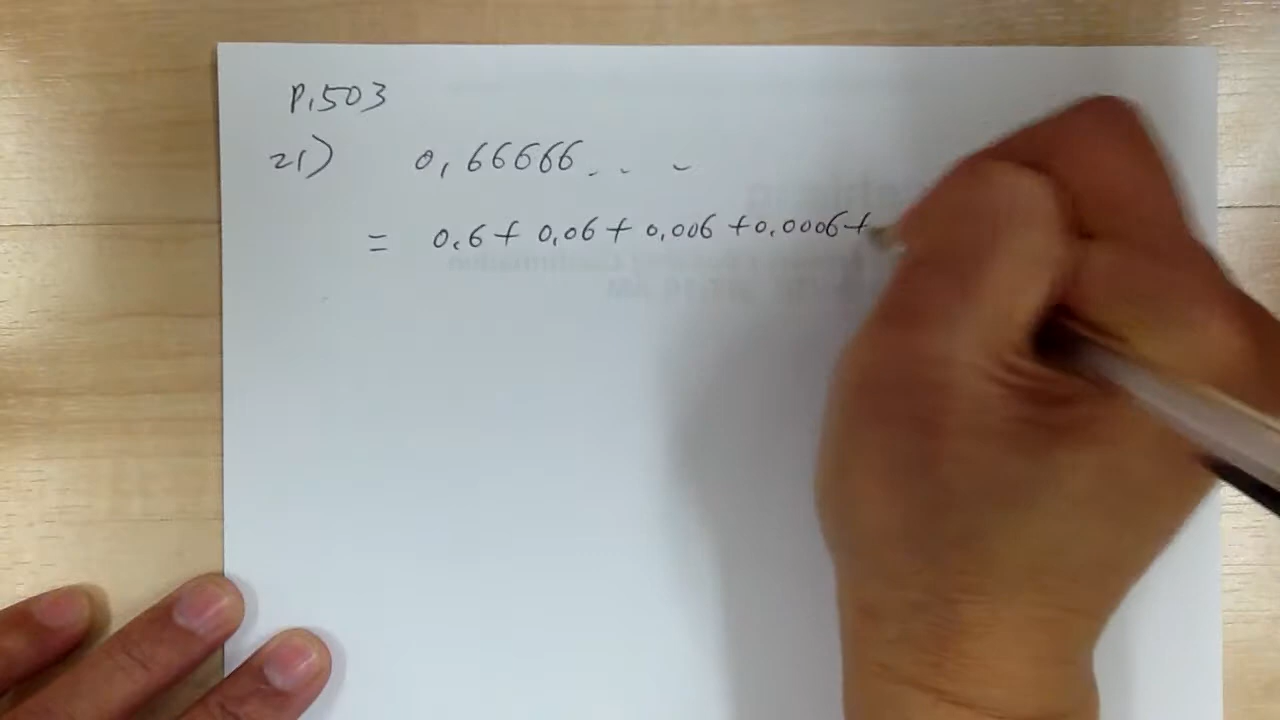 P.503
21) 0.66666... 
= 0.6 + 0.06 + 0.006 + 0.0006 +